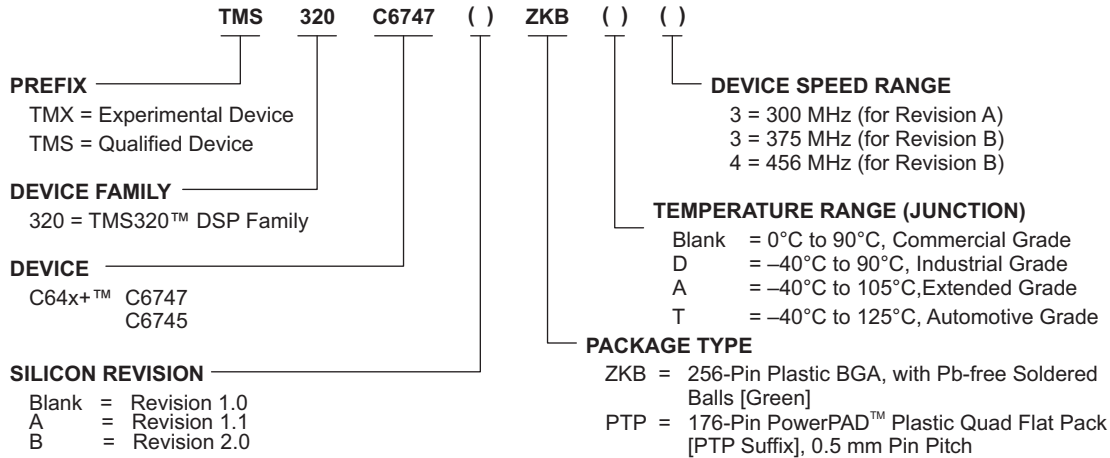 TMS 320 C6747 ( ) ZKB ( ) ( )
PREFIX
TMX = Experimental Device
TMS = Qualified Device
DEVICE FAMILY
320 = TMS320™ DSP Family
DEVICE
C64x+™ C6747
C6745
SILICON REVISION
Blank = Revision 1.0
A = Revision 1.1
B = Revision 2.0
DEVICE SPEED RANGE
3 = 300 MHz (for Revision A)
3 = 375 MHz (for Revision B)
4 = 456 MHz (for Revision B)
TEMPERATURE RANGE (JUNCTION)
Blank = 0°C to 90°C, Commercial Grade
D = –40°C to 90°C, Industrial Grade
A = –40°C to 105°C,Extended Grade
T = –40°C to 125°C, Automotive Grade
PACKAGE TYPE
ZKB = 256-Pin Plastic BGA, with Pb-free Soldered
Balls [Green]
PTP = 176-Pin PowerPAD™ Plastic Quad Flat Pack
[PTP Suffix], 0.5 mm Pin Pitch